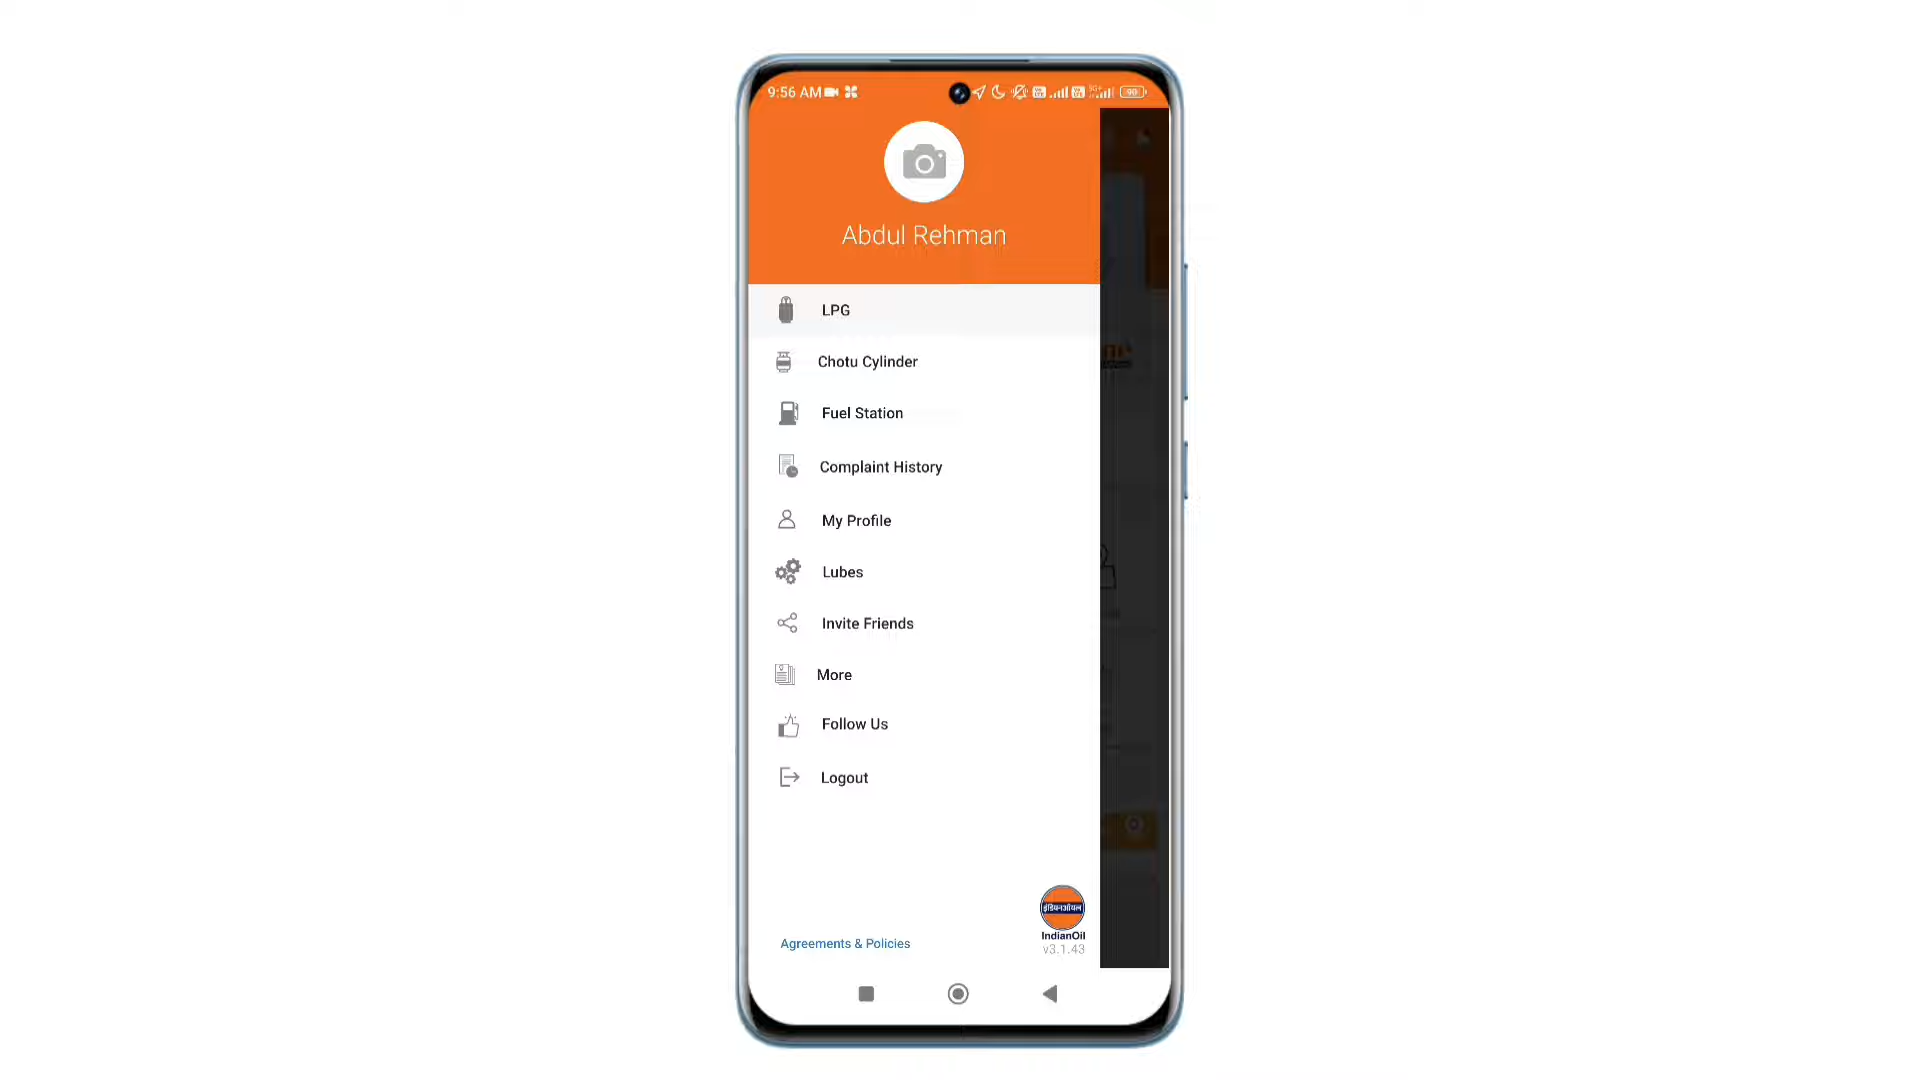 9:56 AM
Abdul Rehman
LPG
Chotu Cylinder
Fuel Station
Complaint History
My Profile
Lubes
Invite Friends
More
Follow Us
Logout
इंडियनऑयल
IndianOil
Agreements & Policies
v3.1.43